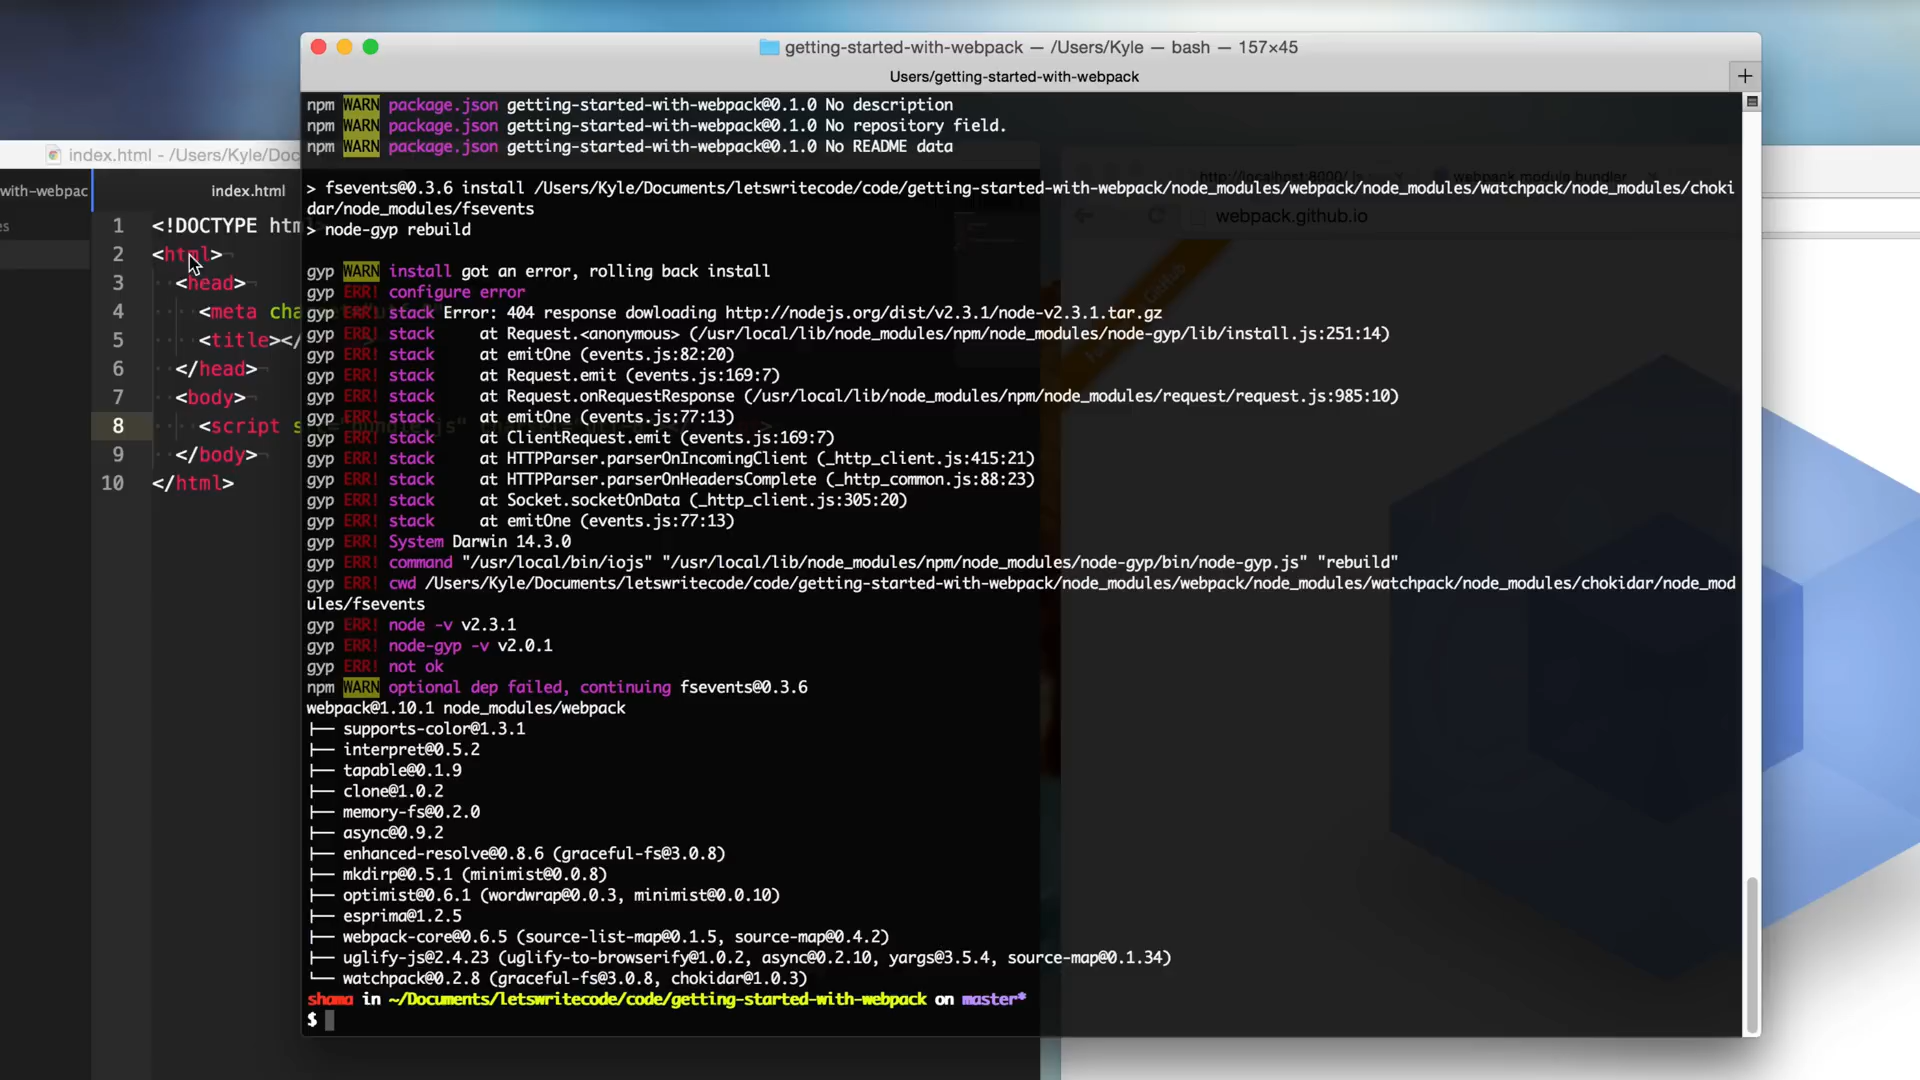 getting-started-with-webpack — /Users/Kyle — bash — 157×45
Users/getting-started-with-webpack
npm WARN package.json getting-started-with-webpack@0.1.0 No description
npm WARN package.json getting-started-with-webpack@0.1.0 No repository field.
npm WARN package.json getting-started-with-webpack@0.1.0 No README data
> fsevents@0.3.6 install /Users/Kyle/Documents/letswritecode/code/getting-started-with-webpack/node_modules/webpack/node_modules/watchpack/node_modules/choki
dar/node_modules/fsevents
> node-gyp rebuild
gyp WARN install got an error, rolling back install
gyp ERR! configure error
gyp ERR! stack Error: 404 response dowloading http://nodejs.org/dist/v2.3.1/node-v2.3.1.tar.gz
gyp ERR! stack     at Request.<anonymous> (/usr/local/lib/node_modules/npm/node_modules/node-gyp/lib/install.js:251:14)
gyp ERR! stack     at emitOne (events.js:82:20)
gyp ERR! stack     at Request.emit (events.js:169:7)
gyp ERR! stack     at Request.onRequestResponse (/usr/local/lib/node_modules/npm/node_modules/request/request.js:985:10)
gyp ERR! stack     at emitOne (events.js:77:13)
gyp ERR! stack     at ClientRequest.emit (events.js:169:7)
gyp ERR! stack     at HTTPParser.parserOnIncomingClient (_http_client.js:415:21)
gyp ERR! stack     at HTTPParser.parserOnHeadersComplete (_http_common.js:88:23)
gyp ERR! stack     at Socket.socketOnData (_http_client.js:305:20)
gyp ERR! stack     at emitOne (events.js:77:13)
gyp ERR! System Darwin 14.3.0
gyp ERR! command "/usr/local/bin/iojs" "/usr/local/lib/node_modules/npm/node_modules/node-gyp/bin/node-gyp.js" "rebuild"
gyp ERR! cwd /Users/Kyle/Documents/letswritecode/code/getting-started-with-webpack/node_modules/webpack/node_modules/watchpack/node_modules/chokidar/node_mod
ules/fsevents
gyp ERR! node -v v2.3.1
gyp ERR! node-gyp -v v2.0.1
gyp ERR! not ok
npm WARN optional dep failed, continuing fsevents@0.3.6
webpack@1.10.1 node_modules/webpack
├── supports-color@1.3.1
├── interpret@0.5.2
├── tapable@0.1.9
├── clone@1.0.2
├── memory-fs@0.2.0
├── async@0.9.2
├── enhanced-resolve@0.8.6 (graceful-fs@3.0.8)
├── mkdirp@0.5.1 (minimist@0.0.8)
├── optimist@0.6.1 (wordwrap@0.0.3, minimist@0.0.10)
├── esprima@1.2.5
├── webpack-core@0.6.5 (source-list-map@0.1.5, source-map@0.4.2)
├── uglify-js@2.4.23 (uglify-to-browserify@1.0.2, async@0.2.10, yargs@3.5.4, source-map@0.1.34)
└── watchpack@0.2.8 (graceful-fs@3.0.8, chokidar@1.0.3)
shama in ~/Documents/letswritecode/code/getting-started-with-webpack on master*
$
index.html - /Users/Kyle/Do
with-webpac
index.html
1 <!DOCTYPE htm
2 <html>
3 <head>
4 <meta cha
5 <title></
6 </head>
7 <body>
8 <script s
9 </body>
10 </html>
webpack module bundler
webpack.github.io